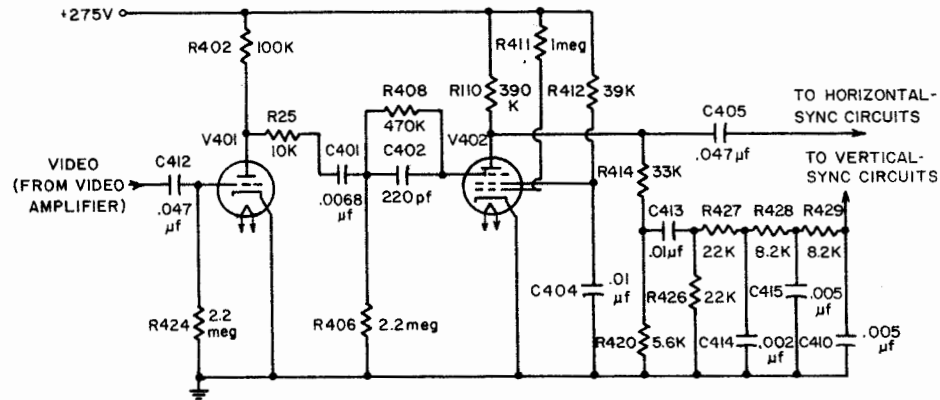 +275V
R402
100K
R411
1meg
R110
390
K
R412
39K
R408
470K
R25
10K
V401
C401
.0068
µf
C402
220pf
V402
C405
.047µf
TO HORIZONTAL-
SYNC CIRCUITS
TO VERTICAL-
SYNC CIRCUITS
VIDEO
(FROM VIDEO
AMPLIFIER)
C412
.047
µf
R414
33K
C413
.01µf
R427
22K
R428
8.2K
R429
8.2K
R424
2.2
meg
R406
2.2meg
C404
.01
µf
R426
22K
C415
.005
µf
R420
5.6K
C414
.002
µf
C410
.005
µf